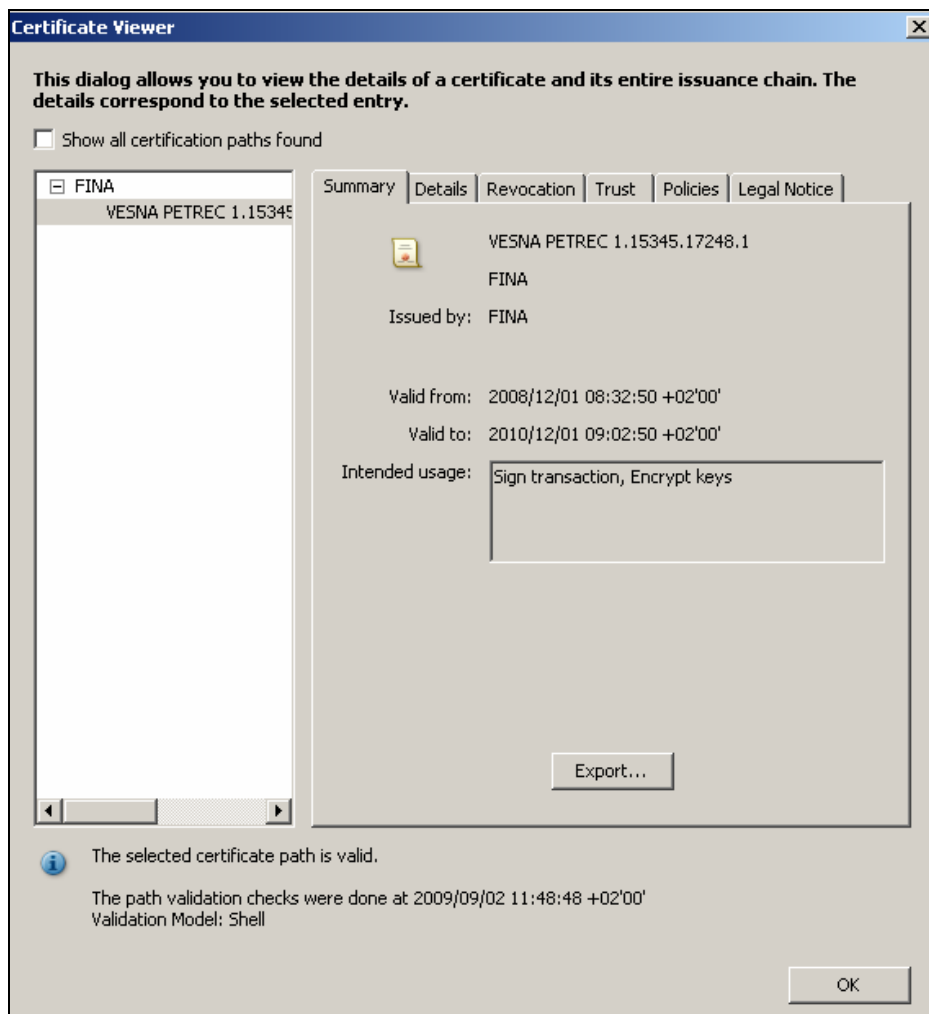 Certificate Viewer
This dialog allows you to view the details of a certificate and its entire issuance chain. The
details correspond to the selected entry.
Show all certification paths found
FINA
VESNA PETREC 1.15345
Summary Details Revocation Trust Policies Legal Notice
VESNA PETREC 1.15345.17248.1
FINA
Issued by: FINA
Valid from: 2008/12/01 08:32:50 +02'00'
Valid to: 2010/12/01 09:02:50 +02'00'
Intended usage: Sign transaction, Encrypt keys
Export...
The selected certificate path is valid.
The path validation checks were done at 2009/09/02 11:48:48 +02'00'
Validation Model: Shell
OK